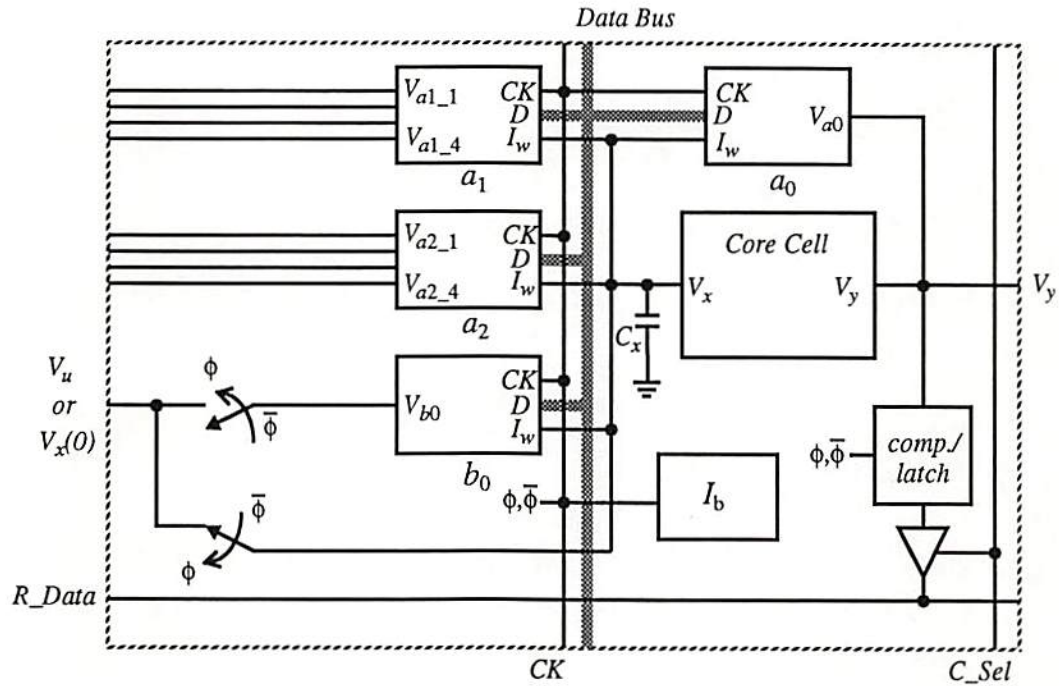 Data Bus
V_{a1_1} CK
D
V_{a1_4} I_w
a_1
CK
D V_{a0}
I_w
a_0
V_{a2_1} CK
D
V_{a2_4} I_w
a_2
Core Cell
V_x V_y
V_y
C_x
V_u
or
V_x(0)
ϕ
ϕ̄
V_{b0} CK
D
I_w
b_0
ϕ,ϕ̄
I_b
ϕ,ϕ̄
comp./
latch
ϕ̄
ϕ
R_Data
CK
C_Sel